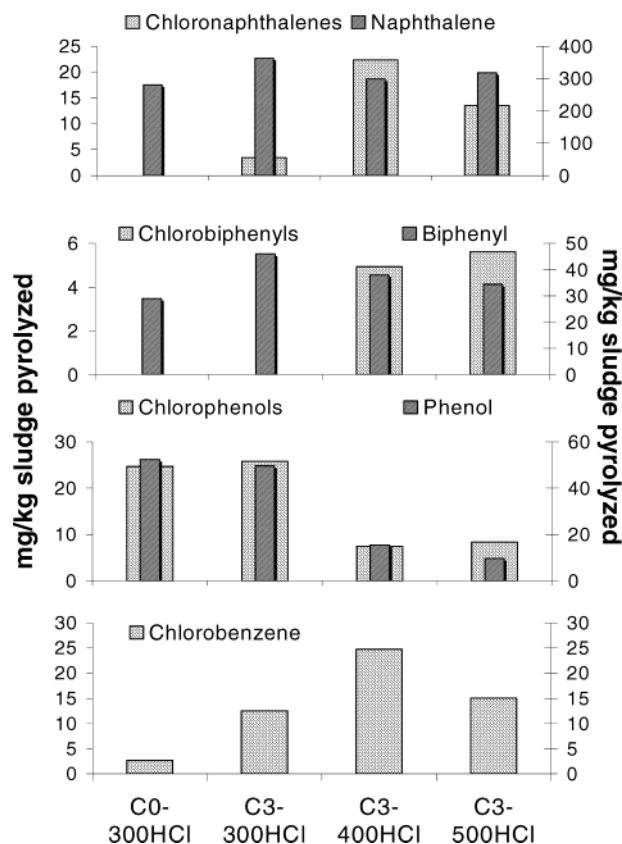 Chloronaphthalenes Naphthalene
25 400
20 300
15 200
10
5 100
0 0
Chlorobiphenyls Biphenyl
6 50
4 40
30
2 20
10
0 0
Chlorophenols Phenol
30 60
20 40
10 20
0 0
Chlorobenzene
30 30
25 25
20 20
15 15
10 10
5 5
0 0
C0- C3- C3- C3-
300HCl 300HCl 400HCl 500HCl
mg/kg sludge pyrolyzed
mg/kg sludge pyrolyzed